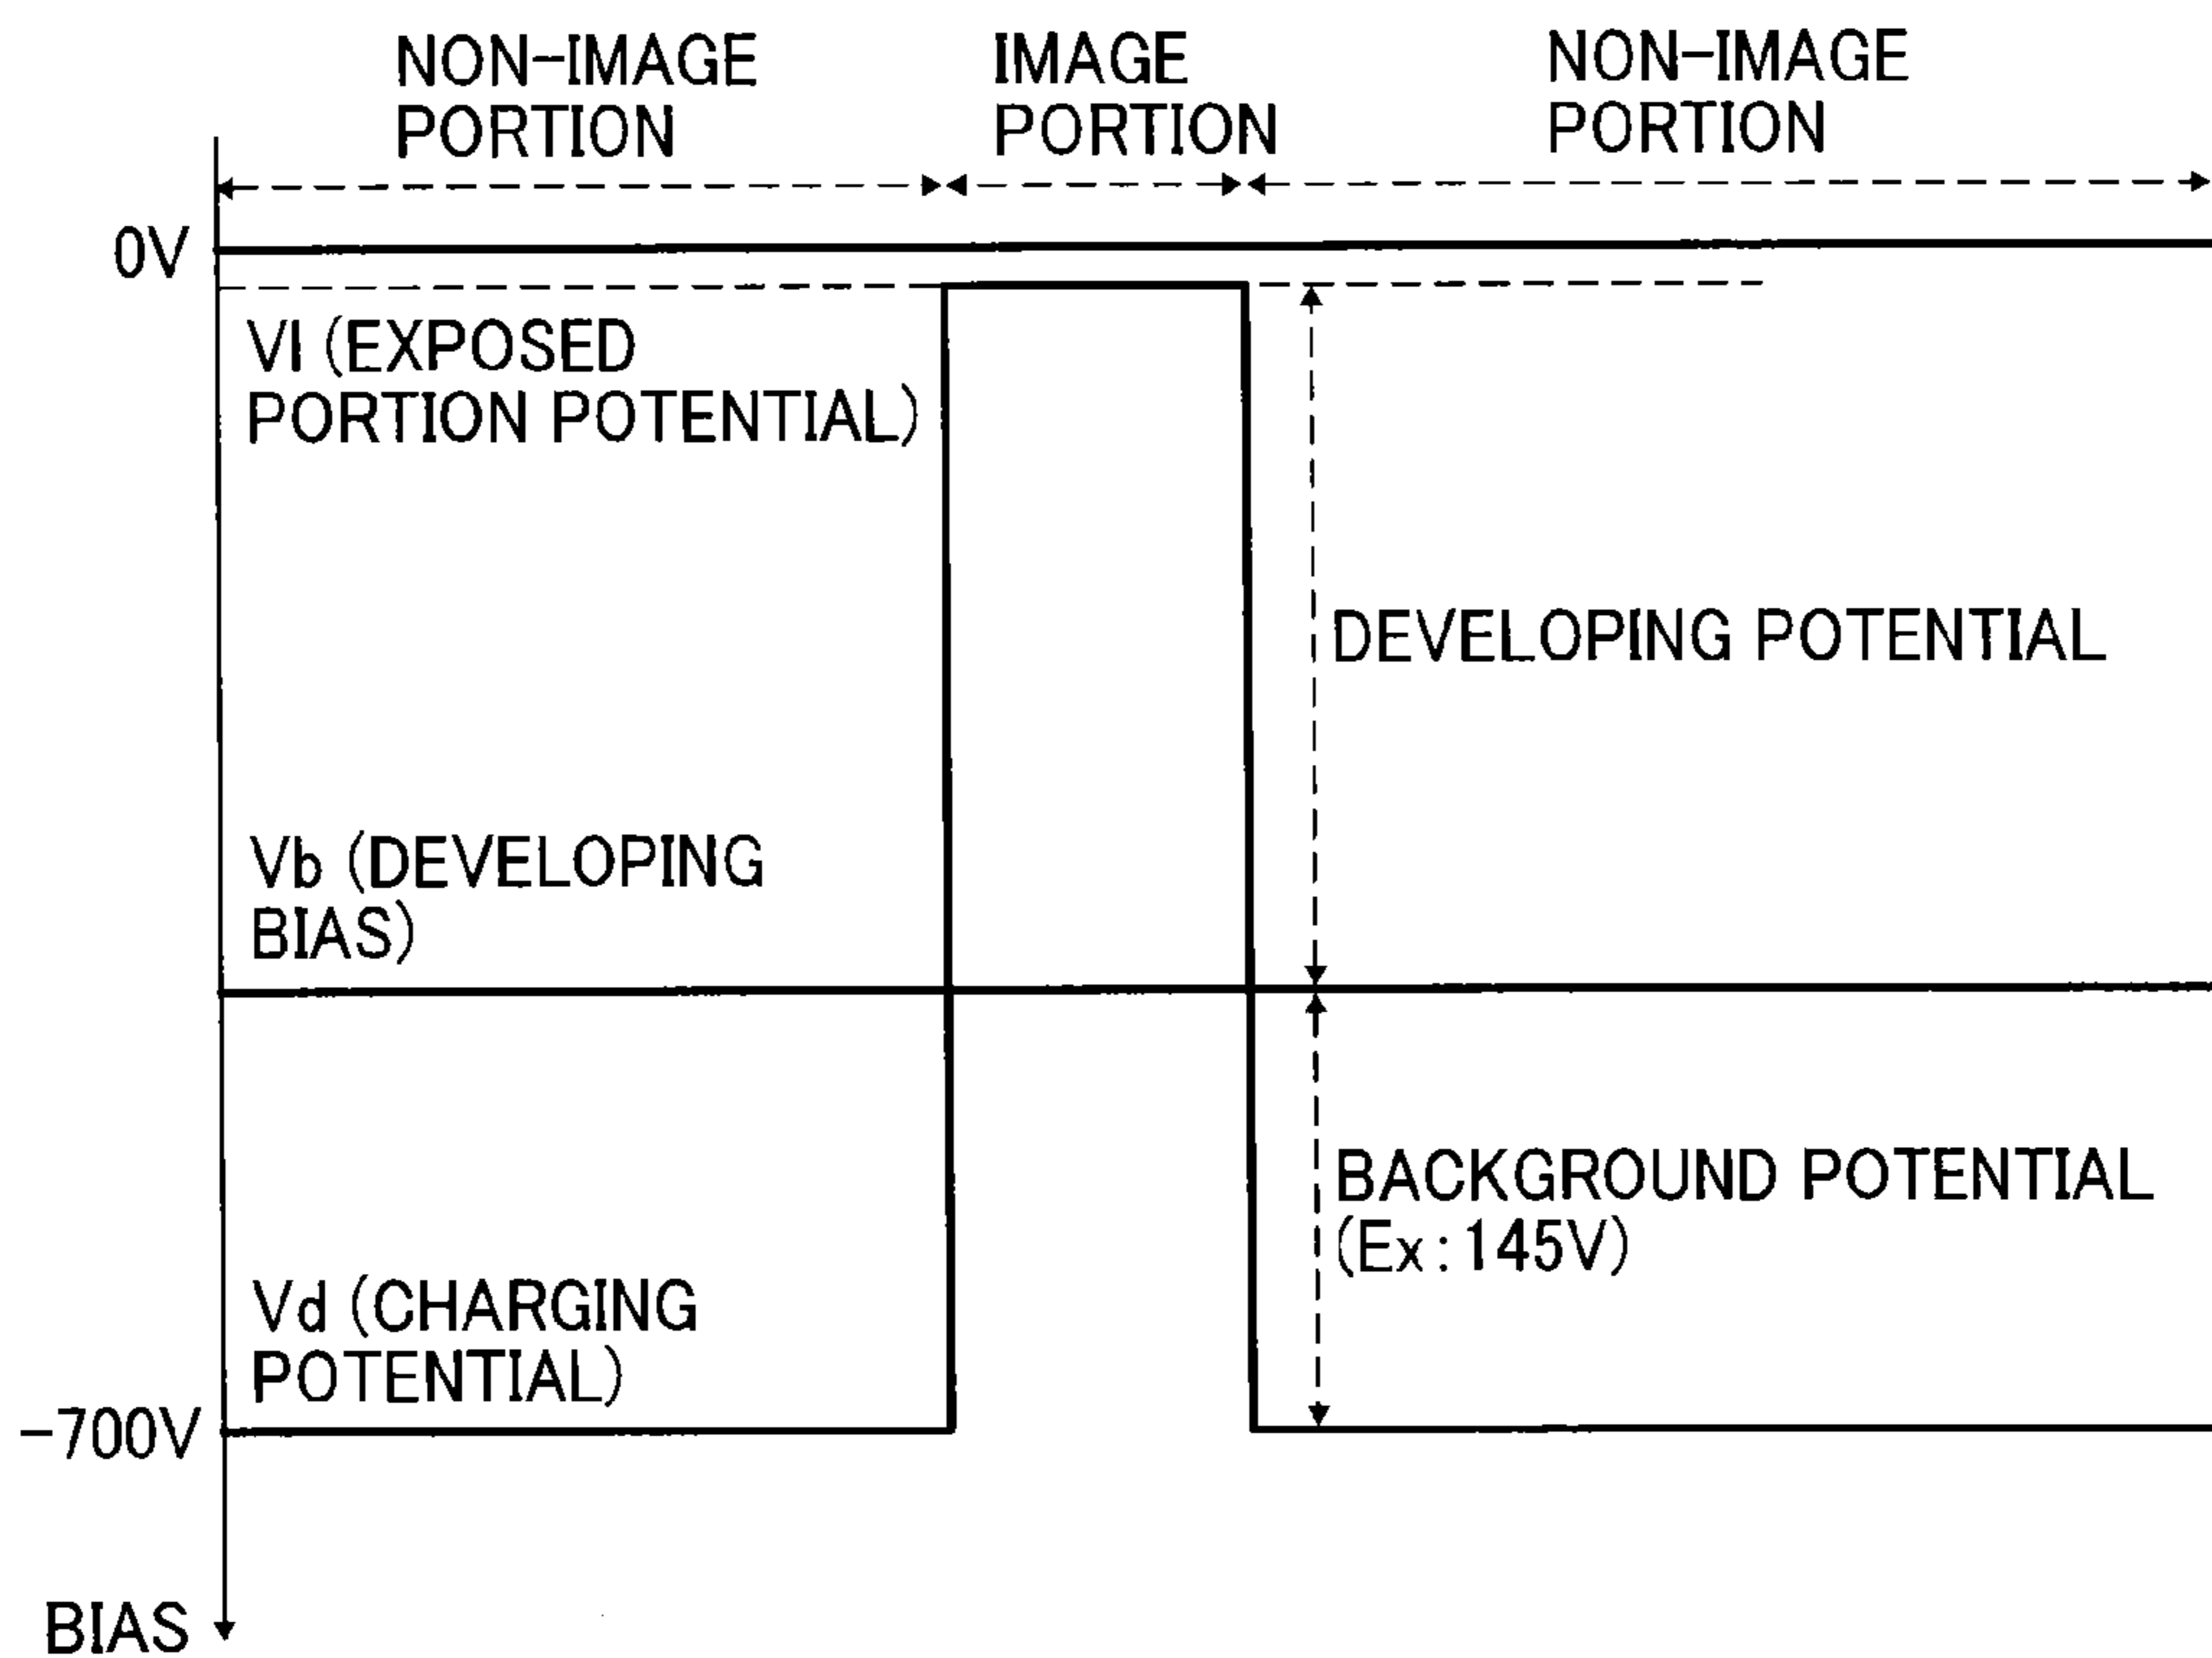 NON-IMAGE
PORTION
IMAGE
PORTION
NON-IMAGE
PORTION
0V
Vl (EXPOSED
PORTION POTENTIAL)
DEVELOPING POTENTIAL
Vb (DEVELOPING
BIAS)
BACKGROUND POTENTIAL
(Ex:145V)
Vd (CHARGING
POTENTIAL)
-700V
BIAS